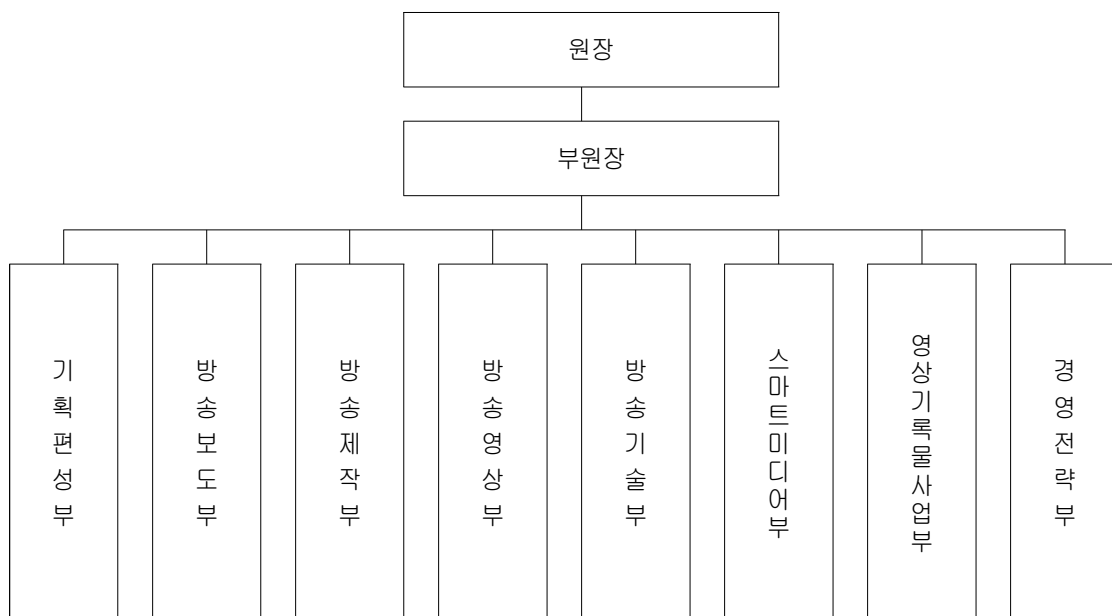 원장
부원장
기획편성부
방송보도부
방송제작부
방송영상부
방송기술부
스마트미디어부
영상기록물사업부
경영전략부